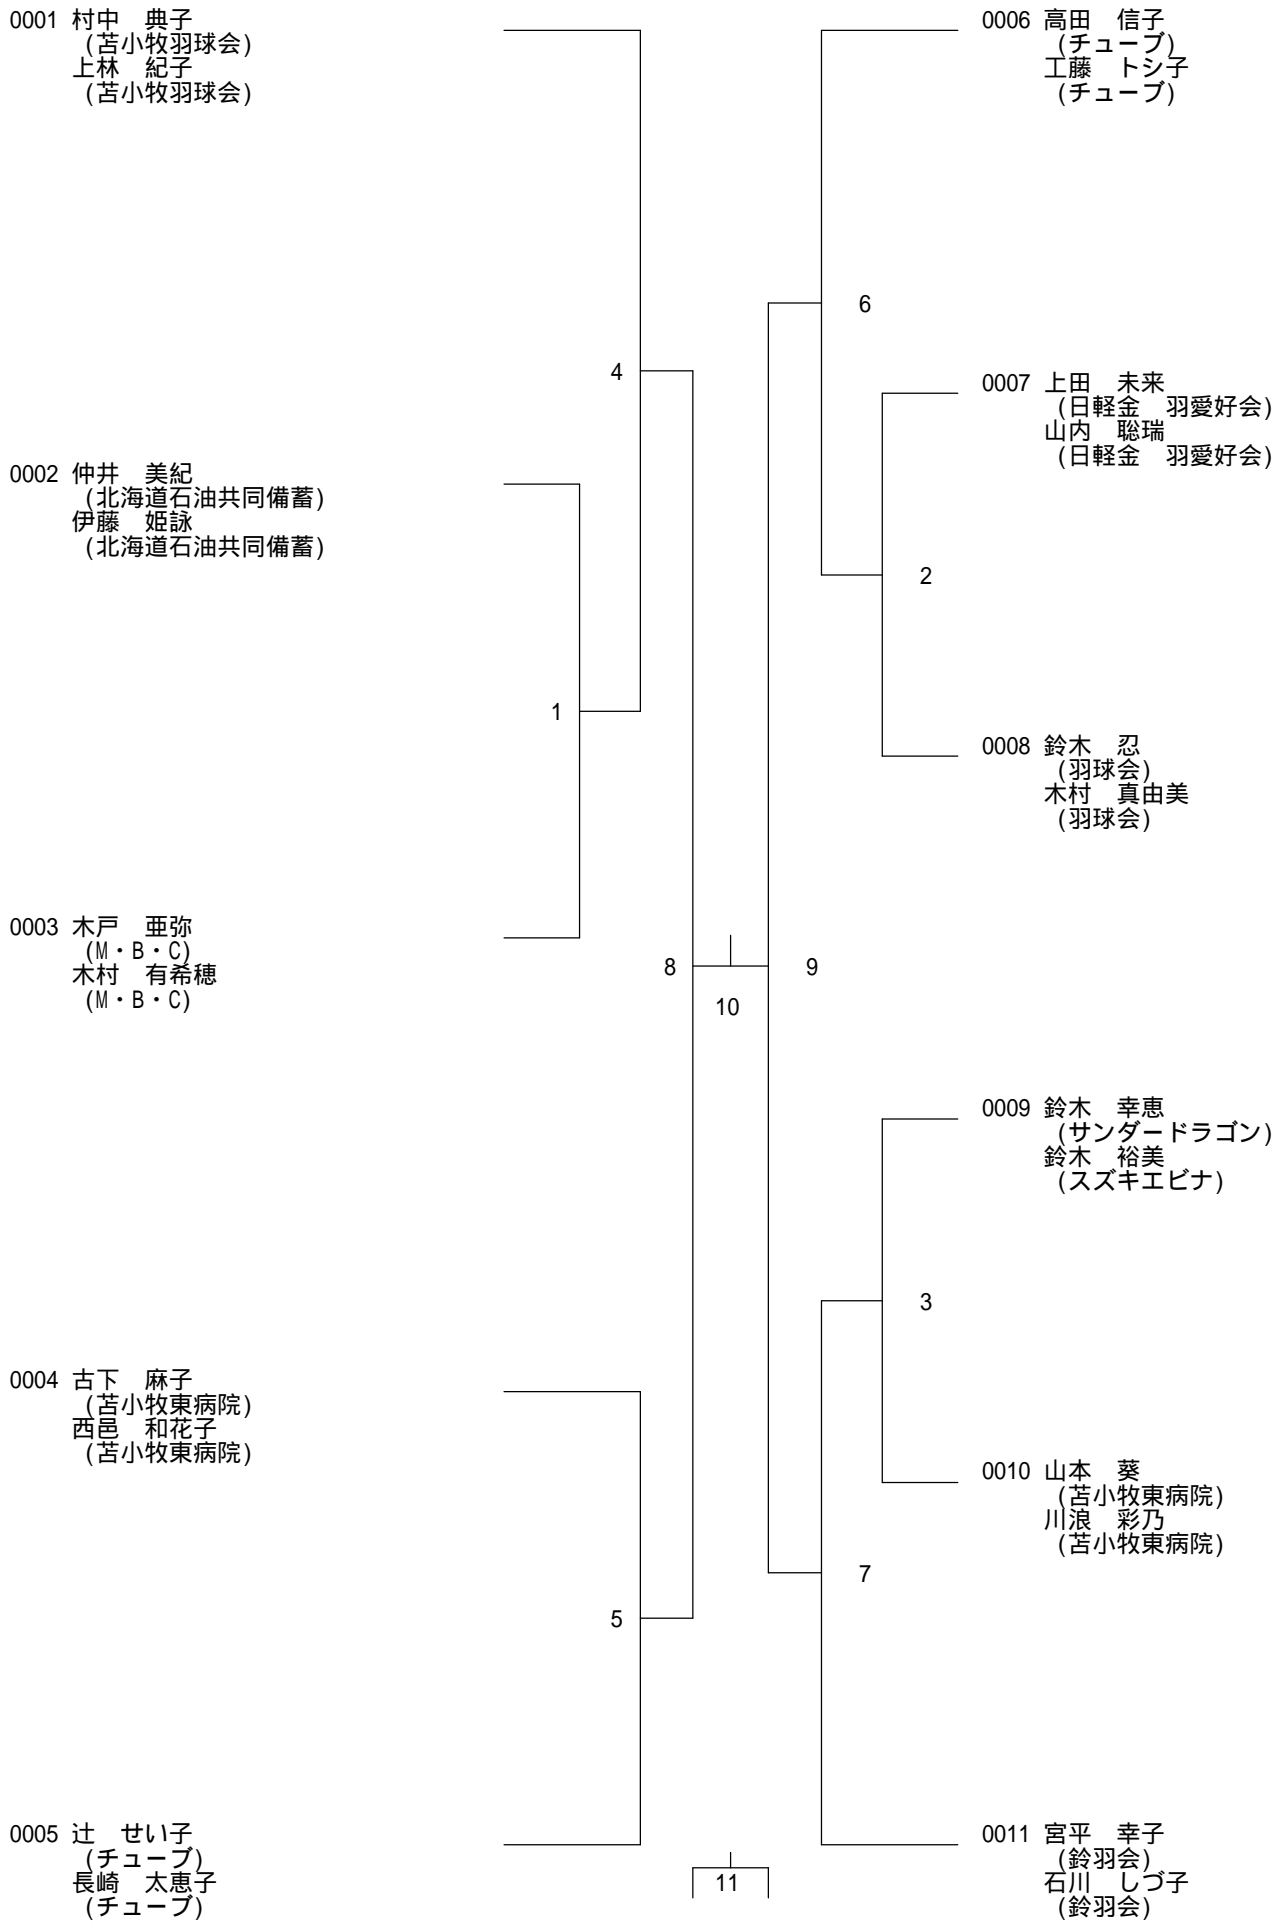 0001 村中　典子
(苫小牧羽球会)
上林　紀子
(苫小牧羽球会)
0002 仲井　美紀
(北海道石油共同備蓄)
伊藤　姫詠
(北海道石油共同備蓄)
0003 木戸　亜弥
(M・B・C)
木村　有希穂
(M・B・C)
0004 古下　麻子
(苫小牧東病院)
西邑　和花子
(苫小牧東病院)
0005 辻　せい子
(チューブ)
長崎　太恵子
(チューブ)
4
1
8
5
10
11
9
6
2
3
7
0006 高田　信子
(チューブ)
工藤　トシ子
(チューブ)
0007 上田　未来
(日軽金　羽愛好会)
山内　聡瑞
(日軽金　羽愛好会)
0008 鈴木　忍
(羽球会)
木村　真由美
(羽球会)
0009 鈴木　幸恵
(サンダードラゴン)
鈴木　裕美
(スズキエビナ)
0010 山本　葵
(苫小牧東病院)
川浪　彩乃
(苫小牧東病院)
0011 宮平　幸子
(鈴羽会)
石川　しづ子
(鈴羽会)